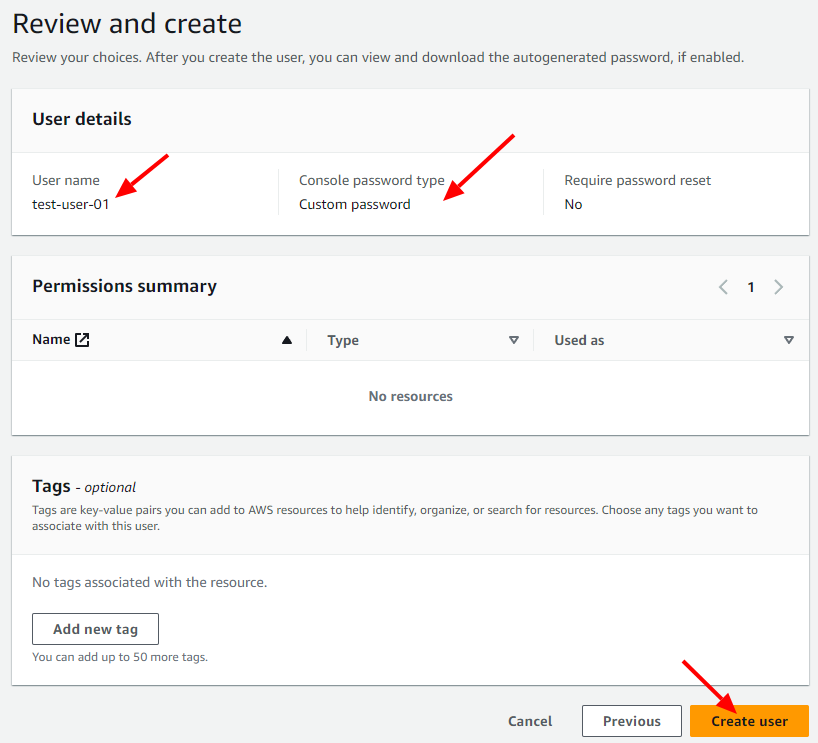 Review and create
Review your choices. After you create the user, you can view and download the autogenerated password, if enabled.
User details
User name
test-user-01
Console password type
Custom password
Require password reset
No
Permissions summary
1
Name
Type
Used as
No resources
Tags - optional
Tags are key-value pairs you can add to AWS resources to help identify, organize, or search for resources. Choose any tags you want to
associate with this user.
No tags associated with the resource.
Add new tag
You can add up to 50 more tags.
Cancel
Previous
Create user